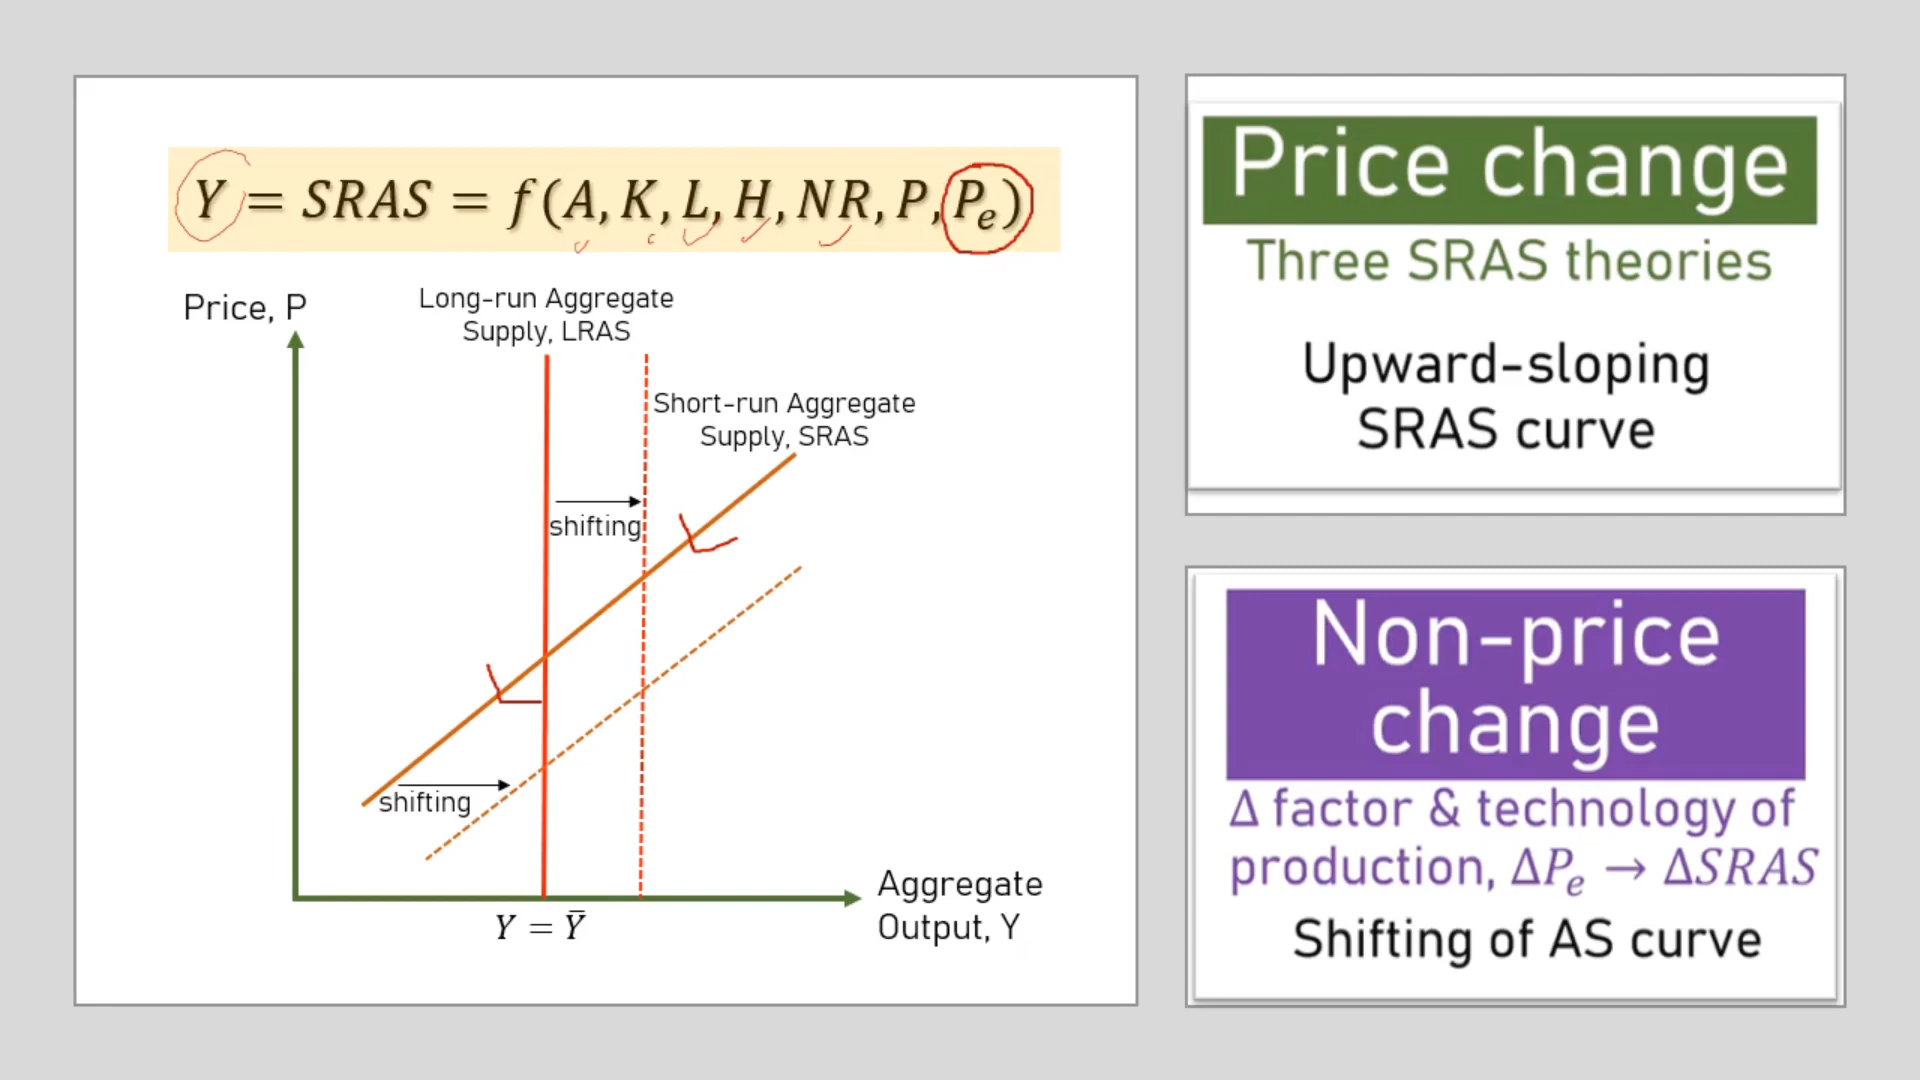 Y = SRAS = f(A, K, L, H, NR, P, Pₑ)
Price, P
Long-run Aggregate
Supply, LRAS
Short-run Aggregate
Supply, SRAS
shifting
shifting
Aggregate
Output, Y
Y = Ȳ
Price change
Three SRAS theories
Upward-sloping
SRAS curve
Non-price
change
Δ factor & technology of
production, ΔPₑ → ΔSRAS
Shifting of AS curve